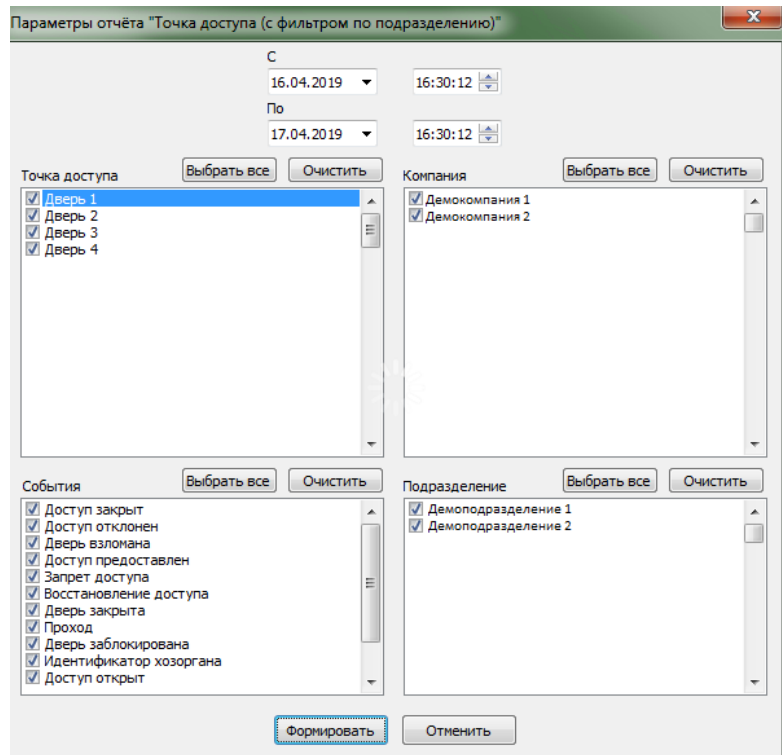 Параметры отчёта "Точка доступа (с фильтром по подразделению)"
С
16.04.2019 16:30:12
По
17.04.2019 16:30:12
Точка доступа Выбрать все Очистить
Дверь 1
Дверь 2
Дверь 3
Дверь 4
Компания Выбрать все Очистить
Демокомпания 1
Демокомпания 2
События Выбрать все Очистить
Доступ закрыт
Доступ отклонен
Дверь взломана
Доступ предоставлен
Запрет доступа
Восстановление доступа
Дверь закрыта
Проход
Дверь заблокирована
Идентификатор хозоргана
Доступ открыт
Подразделение Выбрать все Очистить
Демоподразделение 1
Демоподразделение 2
Формировать Отменить